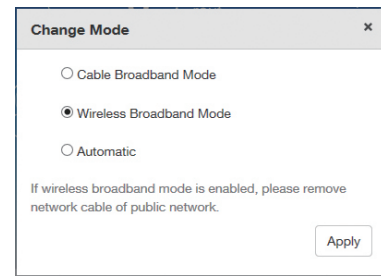 Change Mode ×
Cable Broadband Mode
Wireless Broadband Mode
Automatic
If wireless broadband mode is enabled, please remove
network cable of public network.
Apply